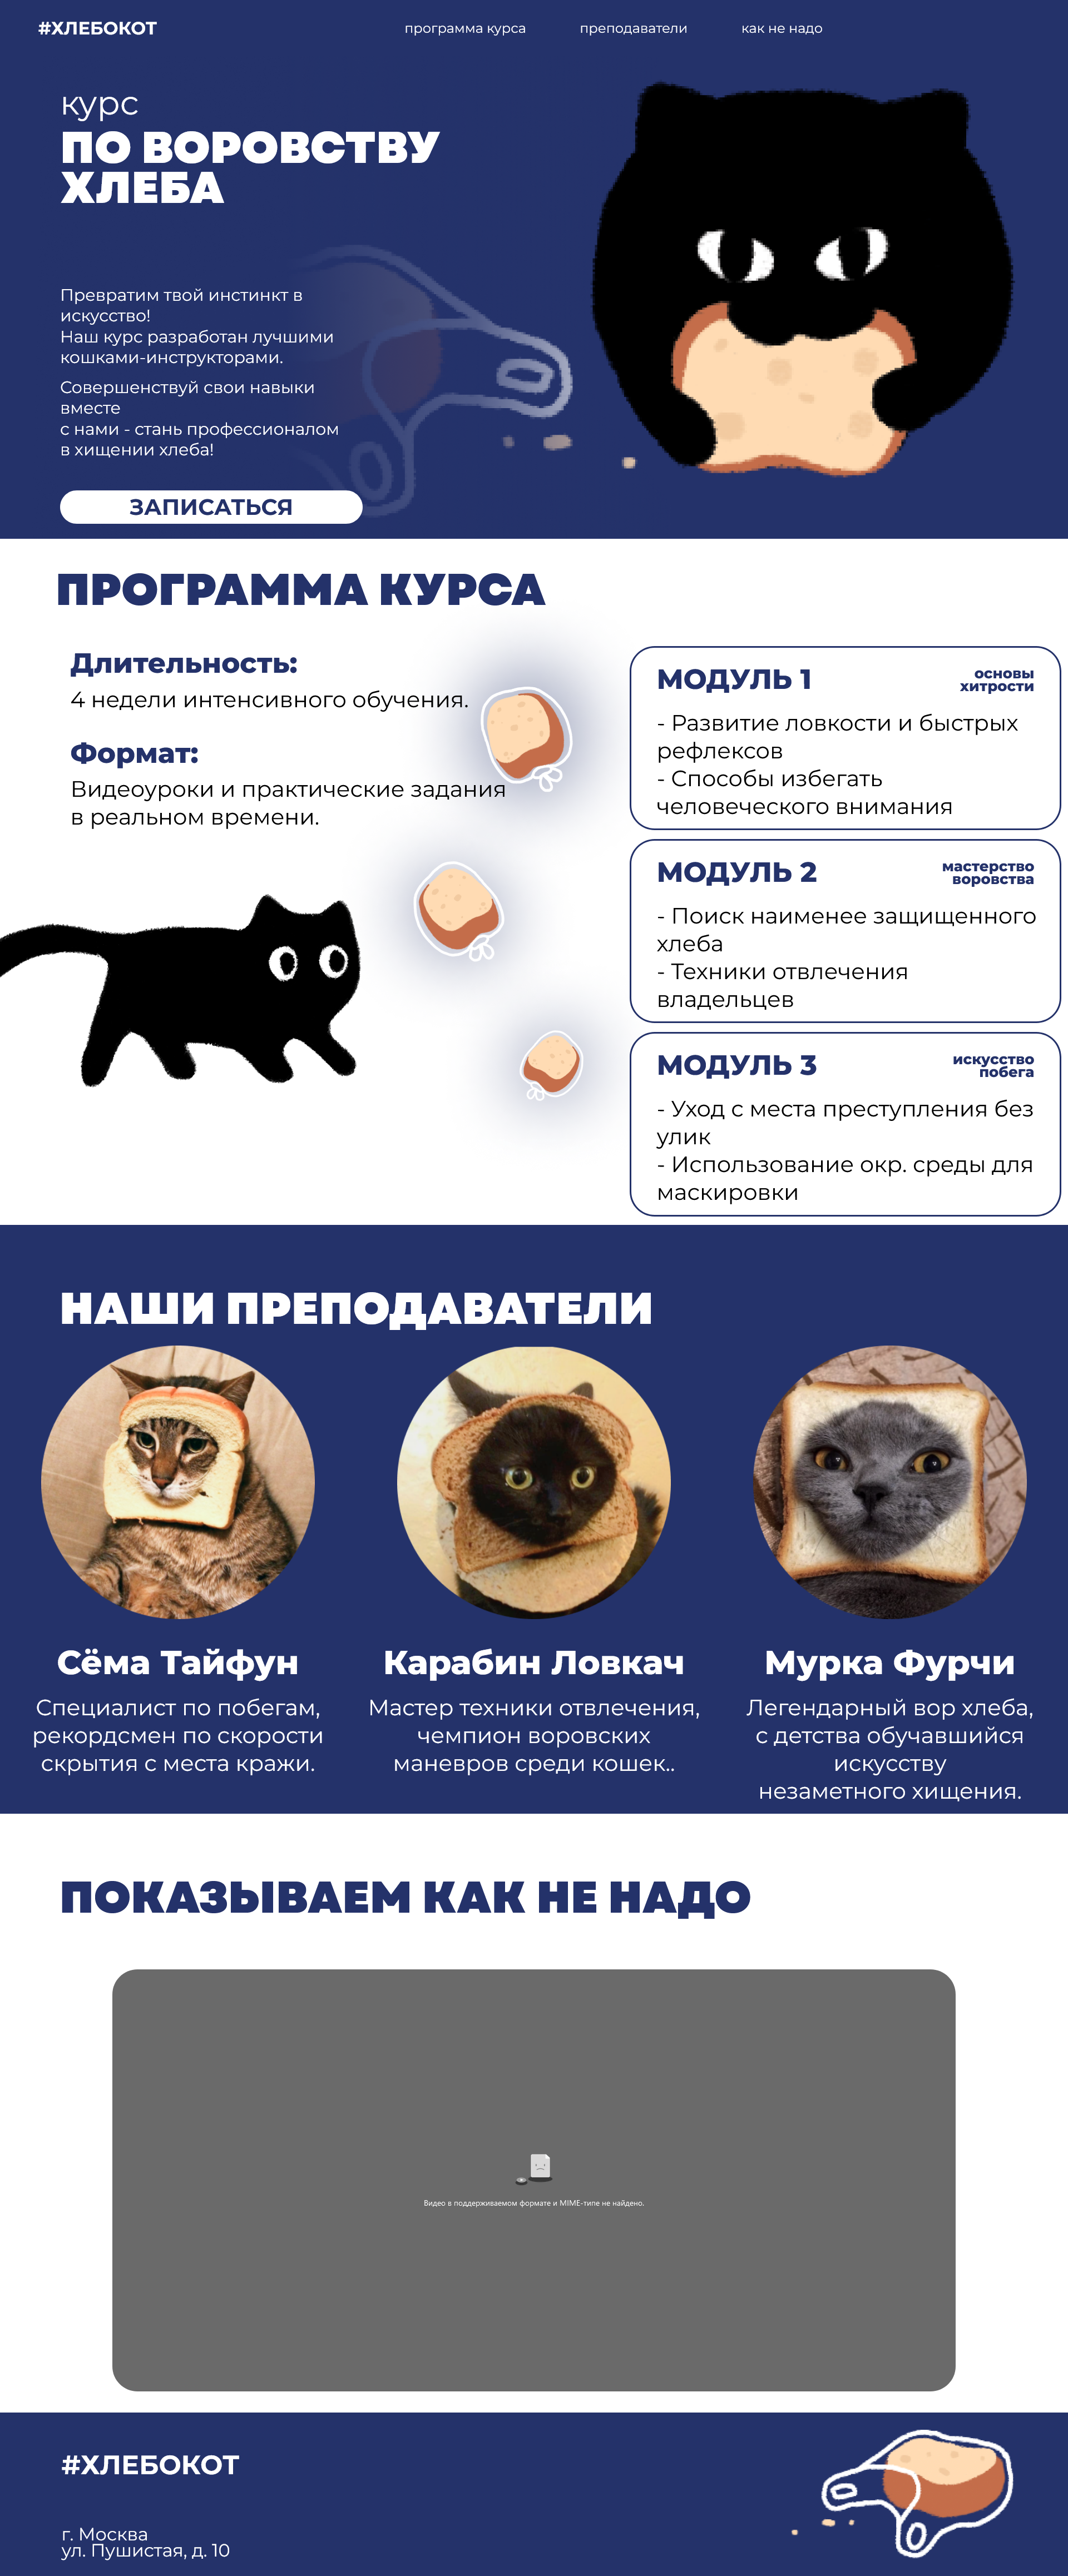 #ХЛЕБОКОТ
программа курса
преподаватели
как не надо
курс
ПО ВОРОВСТВУ
ХЛЕБА
Превратим твой инстинкт в
искусство!
Наш курс разработан лучшими
кошками-инструкторами.
Совершенствуй свои навыки
вместе
с нами - стань профессионалом
в хищении хлеба!
ЗАПИСАТЬСЯ
ПРОГРАММА КУРСА
Длительность:
4 недели интенсивного обучения.
Формат:
Видеоуроки и практические задания
в реальном времени.
МОДУЛЬ 1
основы
хитрости
- Развитие ловкости и быстрых
рефлексов
- Способы избегать
человеческого внимания
МОДУЛЬ 2
мастерство
воровства
- Поиск наименее защищенного
хлеба
- Техники отвлечения
владельцев
МОДУЛЬ 3
искусство
побега
- Уход с места преступления без
улик
- Использование окр. среды для
маскировки
НАШИ ПРЕПОДАВАТЕЛИ
Сёма Тайфун
Специалист по побегам,
рекордсмен по скорости
скрытия с места кражи.
Карабин Ловкач
Мастер техники отвлечения,
чемпион воровских
маневров среди кошек..
Мурка Фурчи
Легендарный вор хлеба,
с детства обучавшийся
искусству
незаметного хищения.
ПОКАЗЫВАЕМ КАК НЕ НАДО
Видео в поддерживаемом формате и MIME-типе не найдено.
#ХЛЕБОКОТ
г. Москва
ул. Пушистая, д. 10